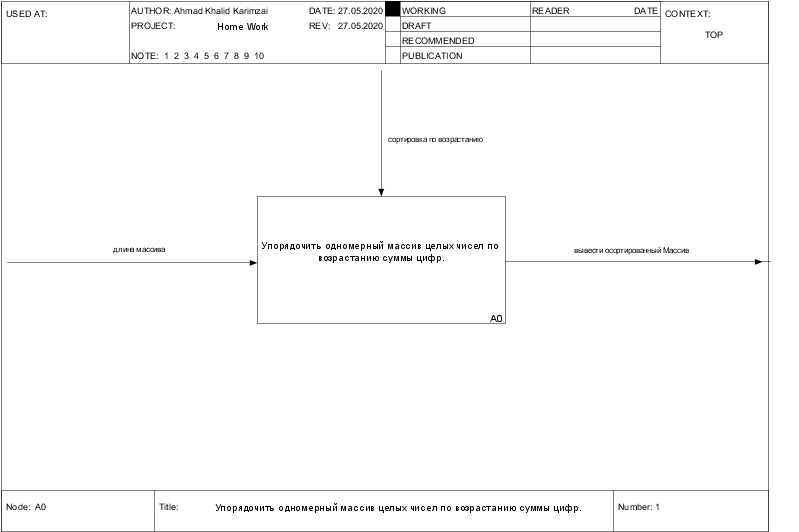 USED AT:
AUTHOR: Ahmad Khalid Karimzai
DATE: 27.05.2020
WORKING
READER
DATE
CONTEXT:
PROJECT:
Home Work
REV: 27.05.2020
DRAFT
RECOMMENDED
TOP
NOTE: 1 2 3 4 5 6 7 8 9 10
PUBLICATION
сортировка по возрастанию
длина массива
Упорядочить одномерный массив целых чисел по
возрастанию суммы цифр.
A0
вывести осортированный Массив
Node: A0
Title:
Упорядочить одномерный массив целых чисел по возрастанию суммы цифр.
Number: 1